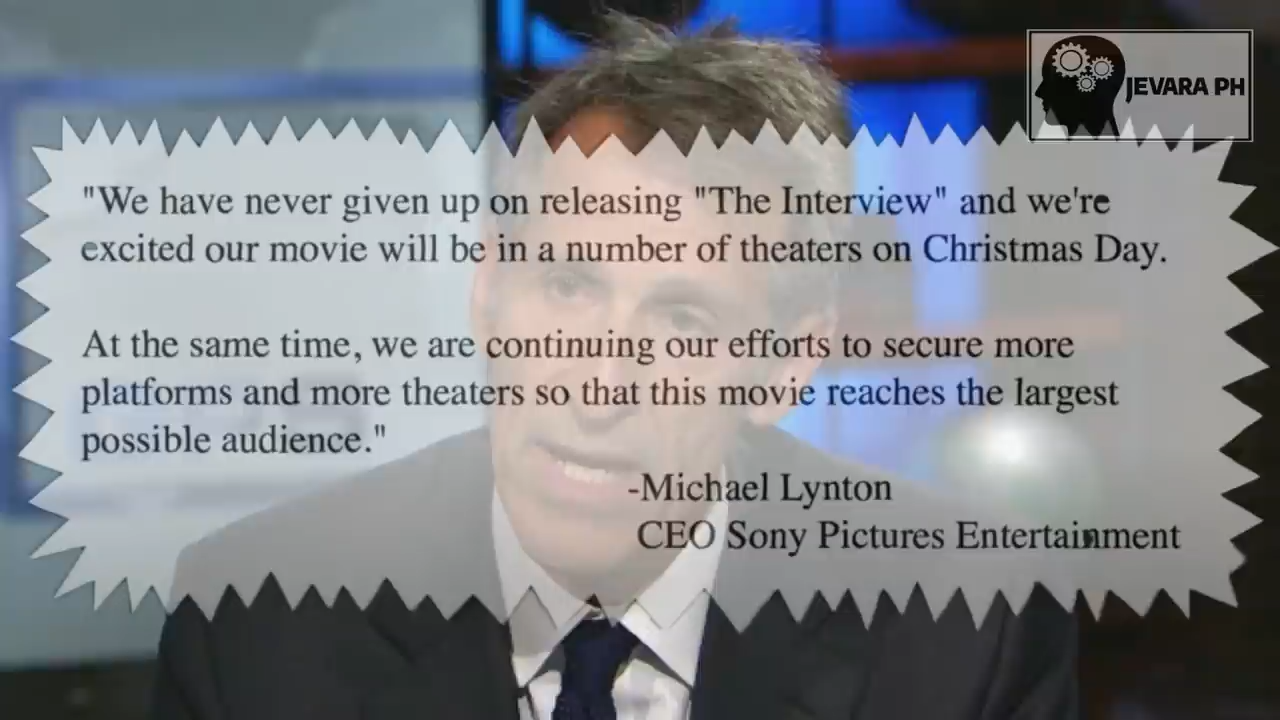 JEVARA PH
"We have never given up on releasing "The Interview" and we're
excited our movie will be in a number of theaters on Christmas Day.
At the same time, we are continuing our efforts to secure more
platforms and more theaters so that this movie reaches the largest
possible audience."
-Michael Lynton
CEO Sony Pictures Entertainment